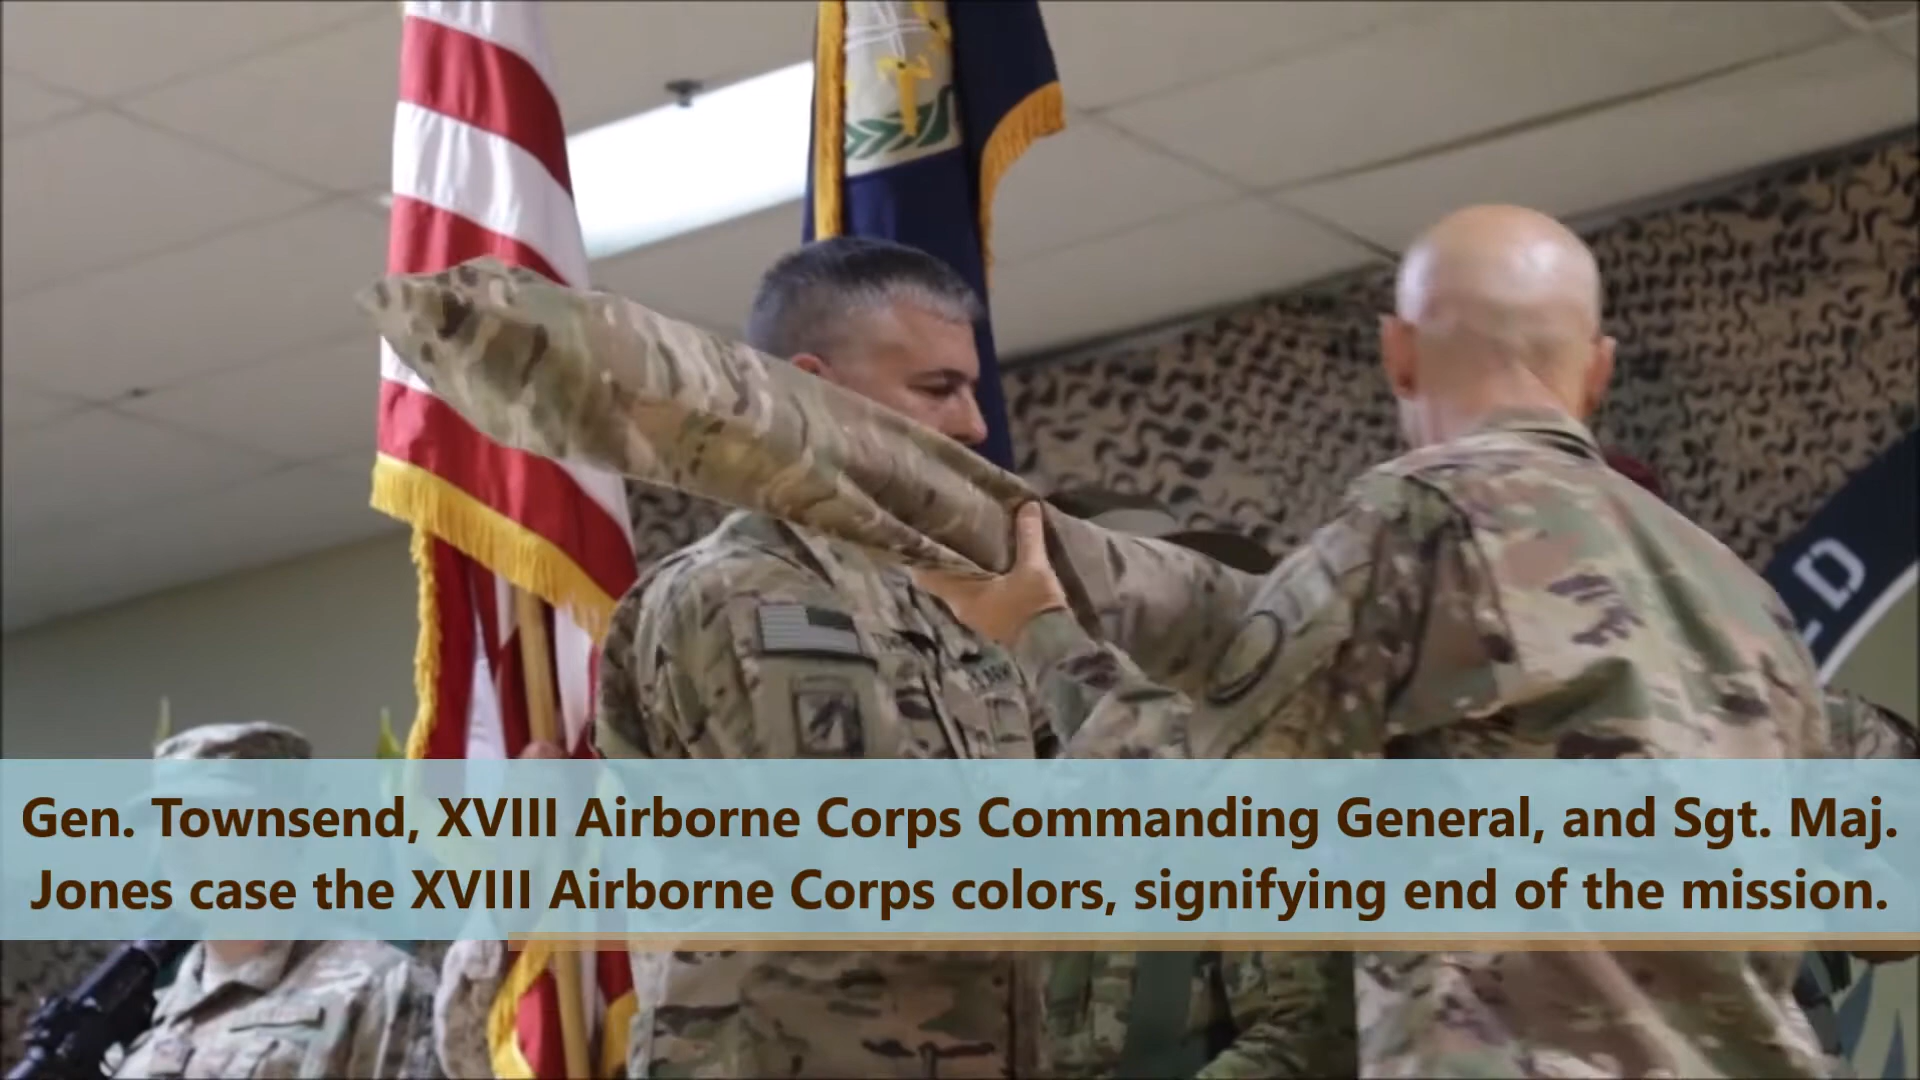 Gen. Townsend, XVIII Airborne Corps Commanding General, and Sgt. Maj.
Jones case the XVIII Airborne Corps colors, signifying end of the mission.